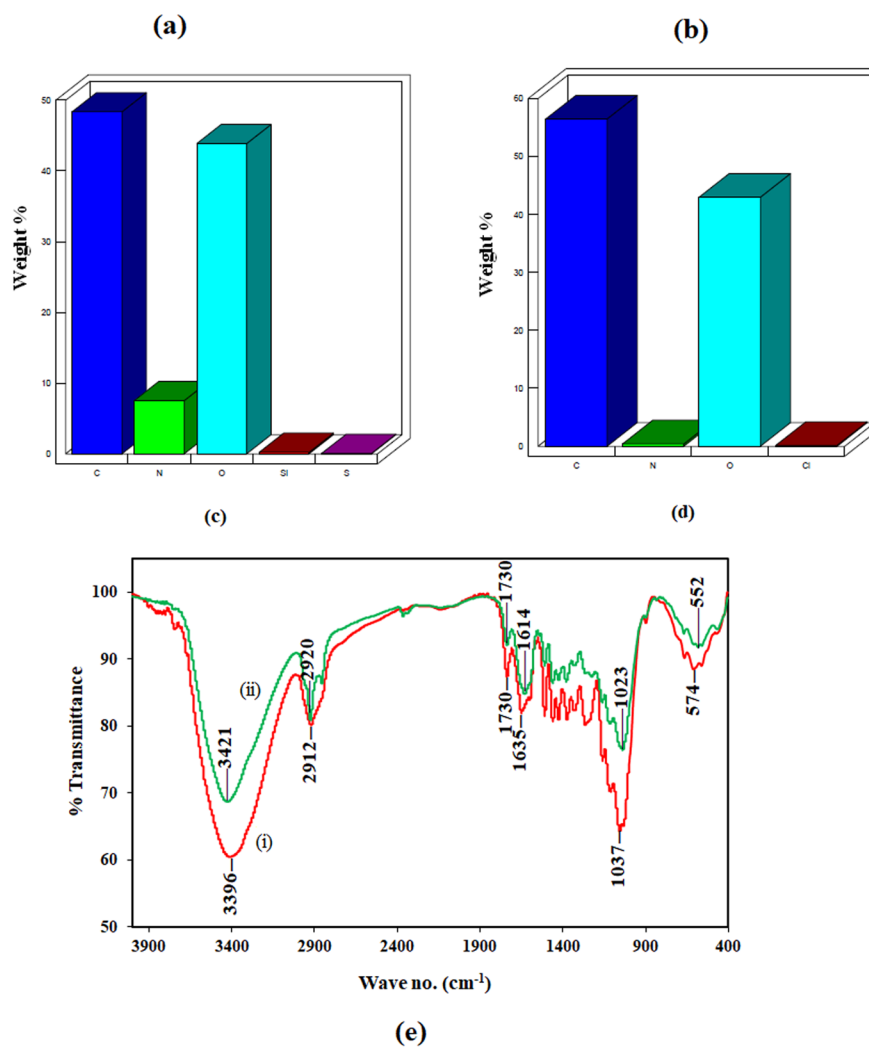 (a)
(b)
50
40
30
20
10
0
Weight %
C N O Si S
(c)
60
50
40
30
20
10
0
Weight %
C N O Cl
(d)
100
90
80
70
60
50
% Transmittance
3900 3400 2900 2400 1900 1400 900 400
Wave no. (cm⁻¹)
(ii)
(i)
3421
3396
2920
2912
1730
1614
1730
1635
1023
1037
552
574
(e)